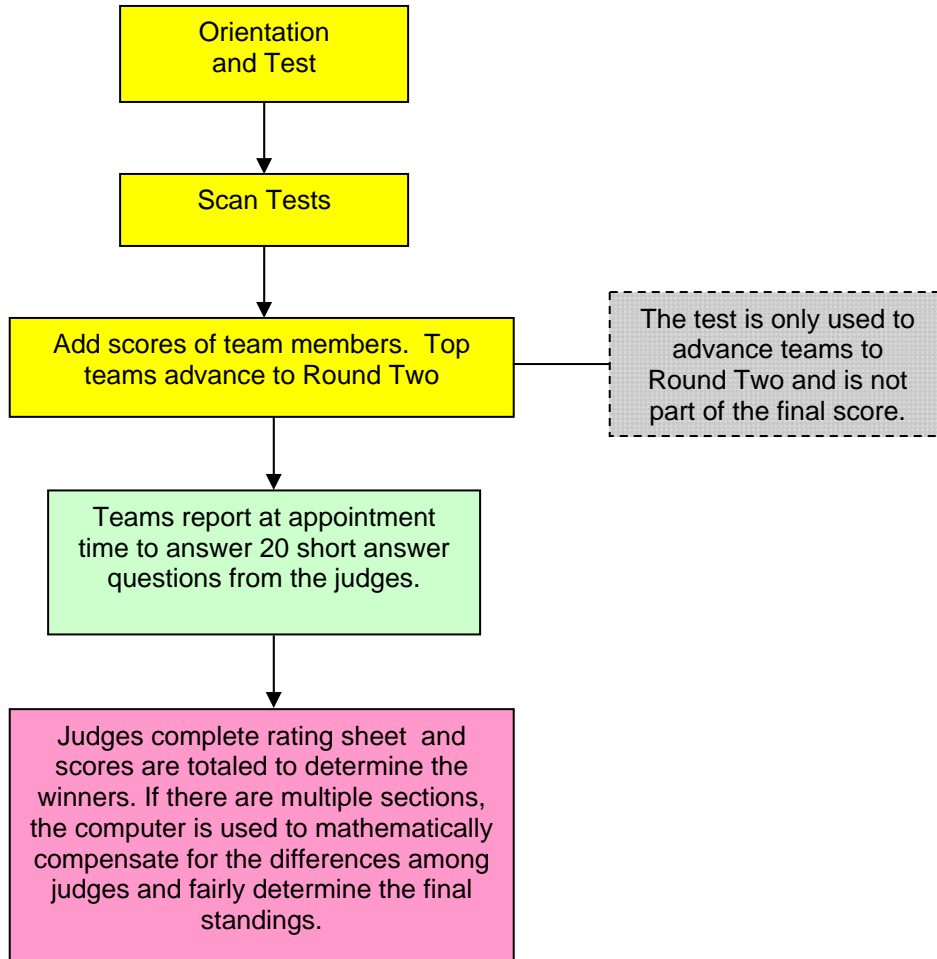 Orientation
and Test
Scan Tests
Add scores of team members.  Top
teams advance to Round Two
The test is only used to
advance teams to
Round Two and is not
part of the final score.
Teams report at appointment
time to answer 20 short answer
questions from the judges.
Judges complete rating sheet  and
scores are totaled to determine the
winners. If there are multiple sections,
the computer is used to mathematically
compensate for the differences among
judges and fairly determine the final
standings.